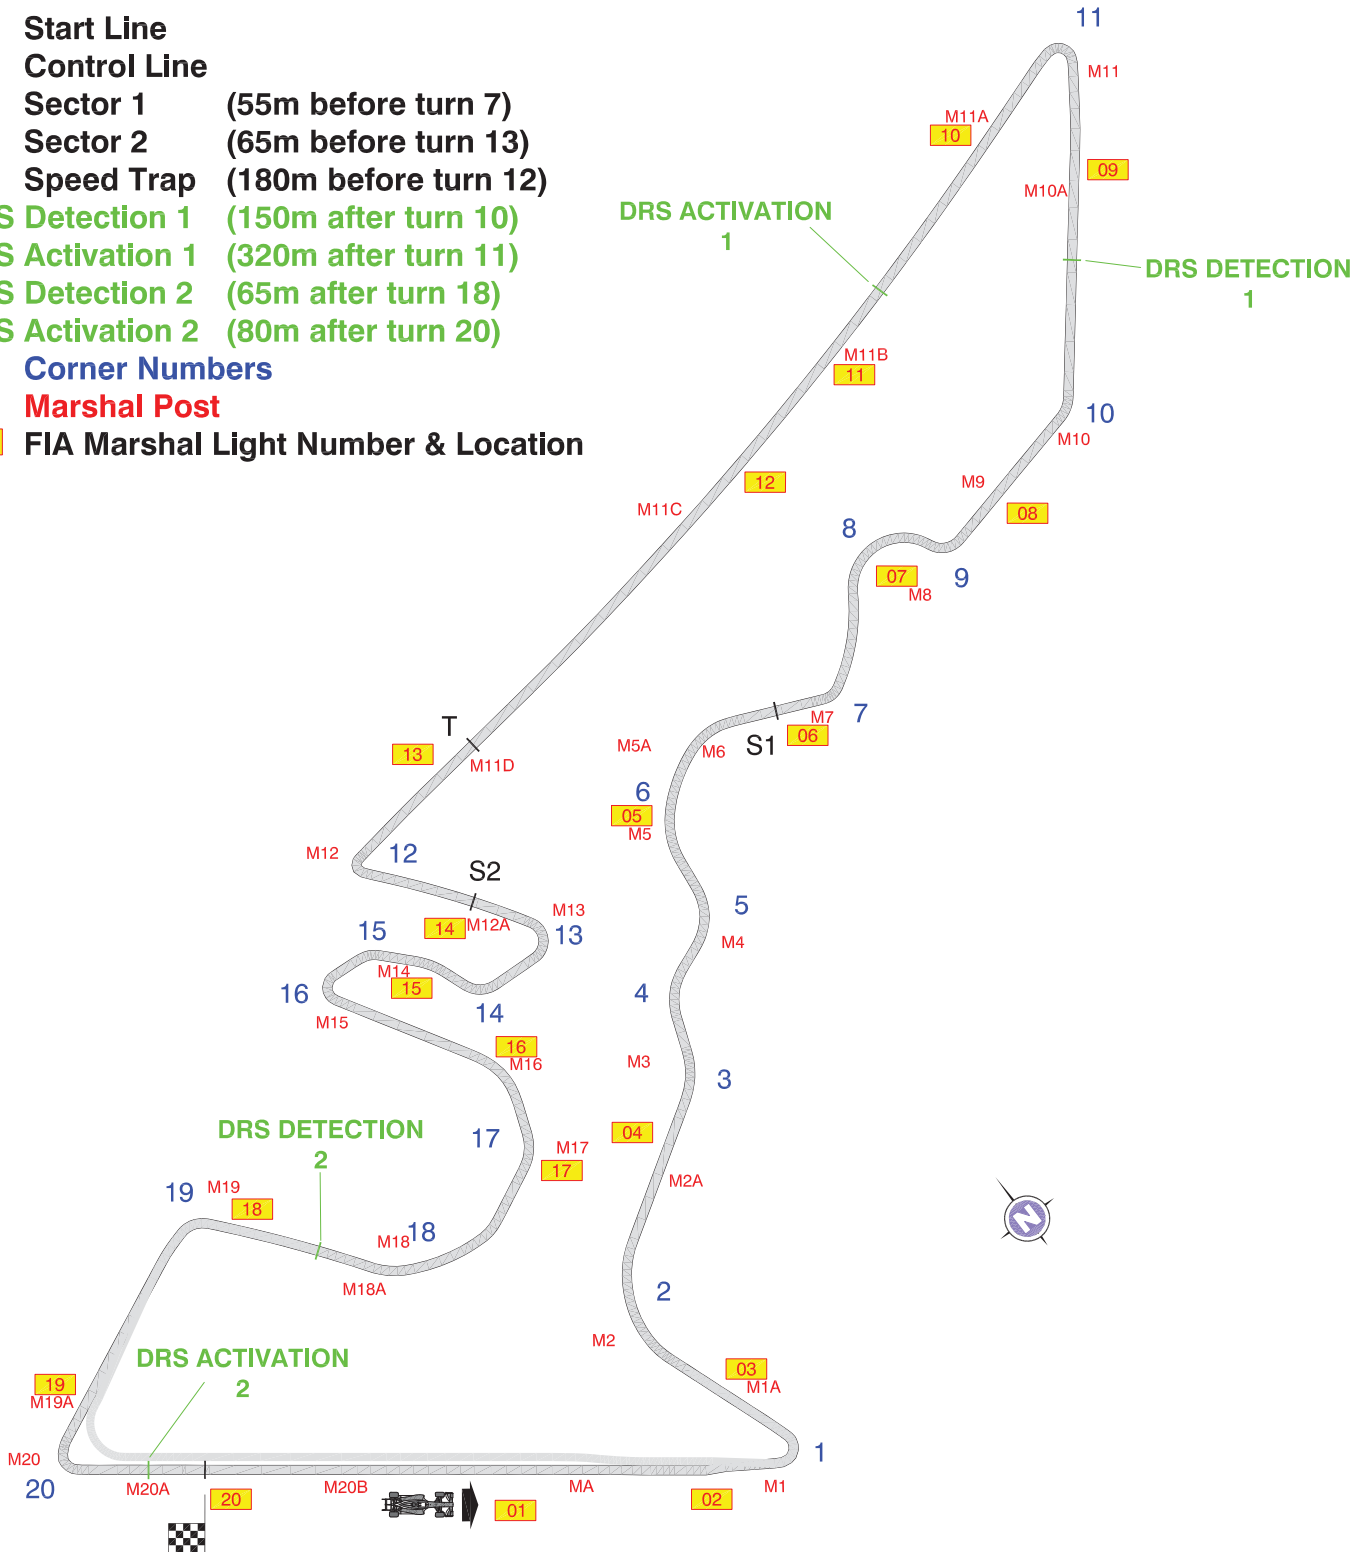 Start Line
Control Line
Sector 1 (55m before turn 7)
Sector 2 (65m before turn 13)
Speed Trap (180m before turn 12)
S Detection 1 (150m after turn 10)
S Activation 1 (320m after turn 11)
S Detection 2 (65m after turn 18)
S Activation 2 (80m after turn 20)
Corner Numbers
Marshal Post
FIA Marshal Light Number & Location
11
M11
M11A
10
09
M10A
DRS ACTIVATION
1
DRS DETECTION
1
M11B
11
10
M10
12
M9
M11C
08
8
07
9
M8
7
M7
T
06
S1
M5A
M6
13
M11D
6
05
M5
12
M12
S2
5
M13
14
M12A
13
15
M4
M14
15
16
4
14
M15
16
M16
M3
3
DRS DETECTION
2
17
04
M17
17
M2A
19
M19
18
18
M18
M18A
2
M2
DRS ACTIVATION
2
03
M1A
19
M19A
1
M20
20
M20A
20
M20B
MA
M1
01
02
N